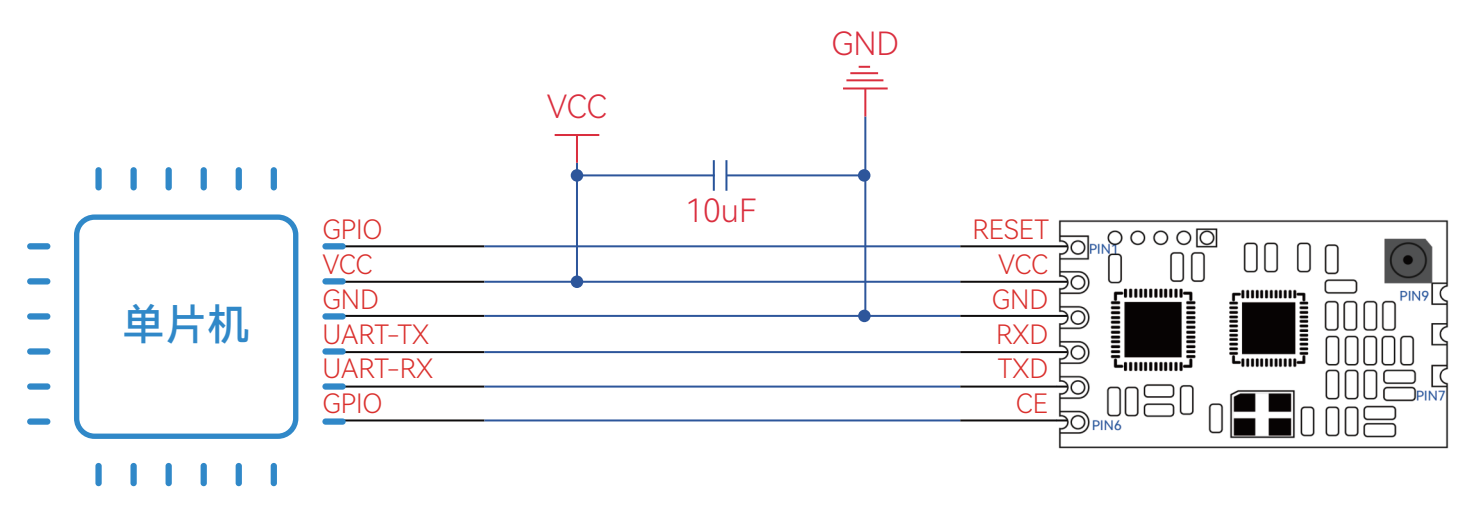 GND
VCC
10uF
GPIO
VCC
GND
UART-TX
UART-RX
GPIO
单片机
RESET
VCC
GND
RXD
TXD
CE
PIN1
PIN6
PIN9
PIN7